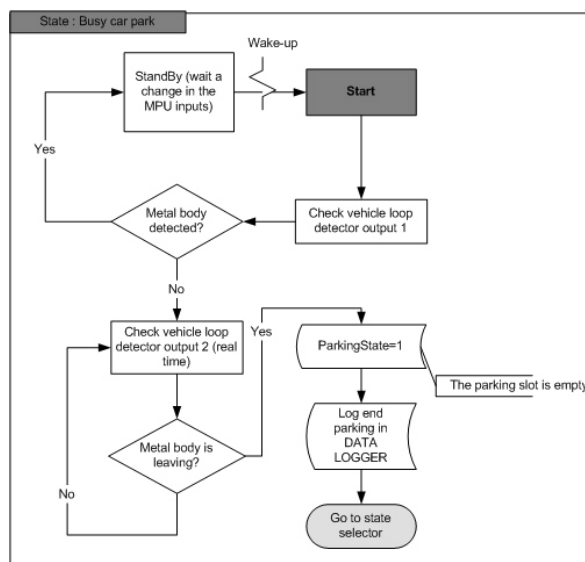 State : Busy car park
Wake-up
StandBy (wait a
change in the
MPU inputs)
Start
Yes
Metal body
detected?
Check vehicle loop
detector output 1
No
Check vehicle loop
detector output 2 (real
time)
Yes
ParkingState=1
The parking slot is empty
Log end
parking in
DATA
LOGGER
Metal body is
leaving?
No
Go to state
selector